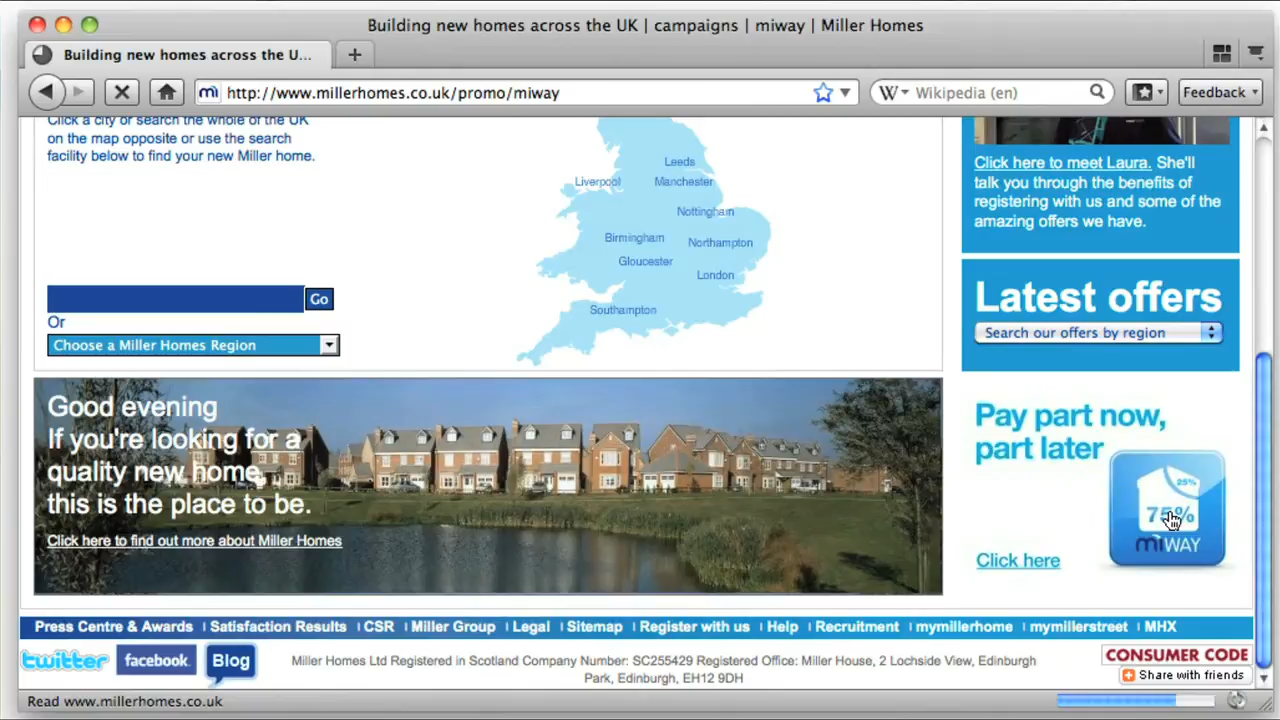 Building new homes across the UK | campaigns | miway | Miller Homes
Building new homes across the U...
http://www.millerhomes.co.uk/promo/miway
Wikipedia (en)
Feedback
Click a city or search the whole of the UK
on the map opposite or use the search
facility below to find your new Miller home.
Go
Or
Choose a Miller Homes Region
Leeds
Liverpool
Manchester
Nottingham
Birmingham
Northampton
Gloucester
London
Southampton
Click here to meet Laura. She'll
talk you through the benefits of
registering with us and some of the
amazing offers we have.
Latest offers
Search our offers by region
Good evening
If you're looking for a
quality new home,
this is the place to be.
Click here to find out more about Miller Homes
Pay part now,
part later
25%
75%
miWAY
Click here
Press Centre & Awards | Satisfaction Results | CSR | Miller Group | Legal | Sitemap | Register with us | Help | Recruitment | mymillerhome | mymillerstreet | MHX
twitter facebook. Blog
Miller Homes Ltd Registered in Scotland Company Number: SC255429 Registered Office: Miller House, 2 Lochside View, Edinburgh
Park, Edinburgh, EH12 9DH
CONSUMER CODE
Share with friends
Read www.millerhomes.co.uk